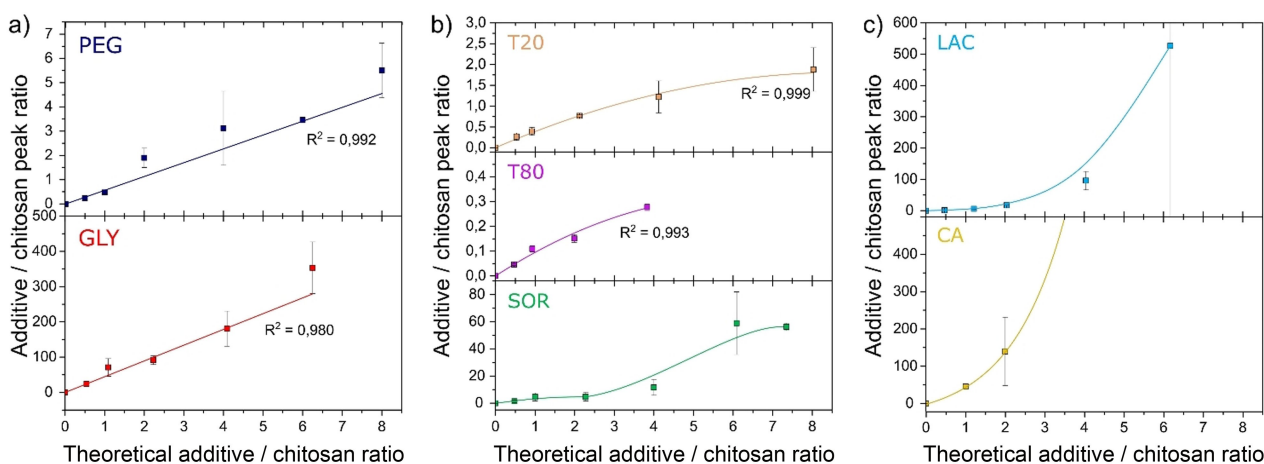 a)
PEG
7
6
5
4
3
2
1
0
R² = 0,992
GLY
500
400
300
200
100
0
R² = 0,980
0 1 2 3 4 5 6 7 8
Additive / chitosan peak ratio
Theoretical additive / chitosan ratio
b)
T20
3,0
2,5
2,0
1,5
1,0
0,5
0,0
R² = 0,999
T80
0,4
0,3
0,2
0,1
0,0
R² = 0,993
SOR
80
60
40
20
0
0 1 2 3 4 5 6 7 8
Additive / chitosan peak ratio
Theoretical additive / chitosan ratio
c)
LAC
600
500
400
300
200
100
0
CA
400
300
200
100
0
0 1 2 3 4 5 6 7 8
Additive / chitosan peak ratio
Theoretical additive / chitosan ratio